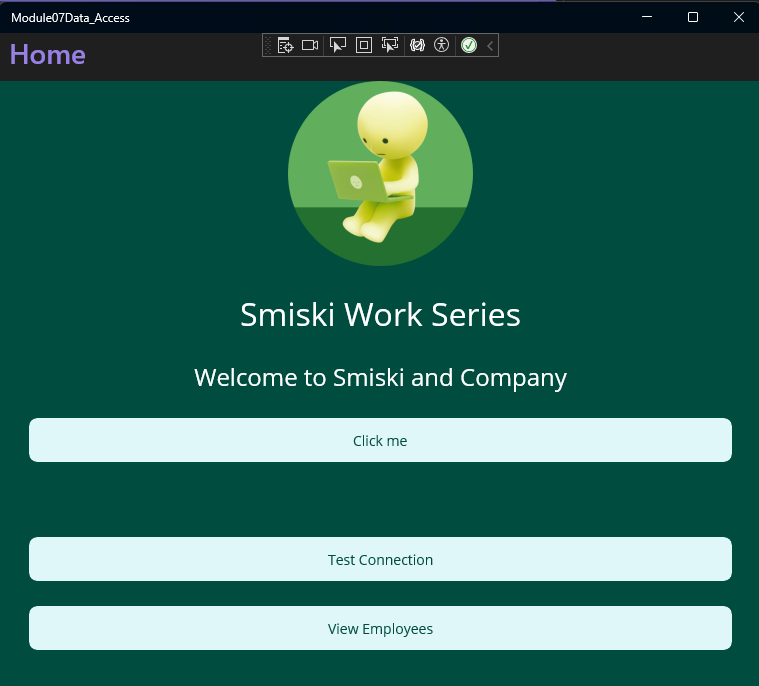 Module07Data_Access
Home
Smiski Work Series
Welcome to Smiski and Company
Click me
Test Connection
View Employees